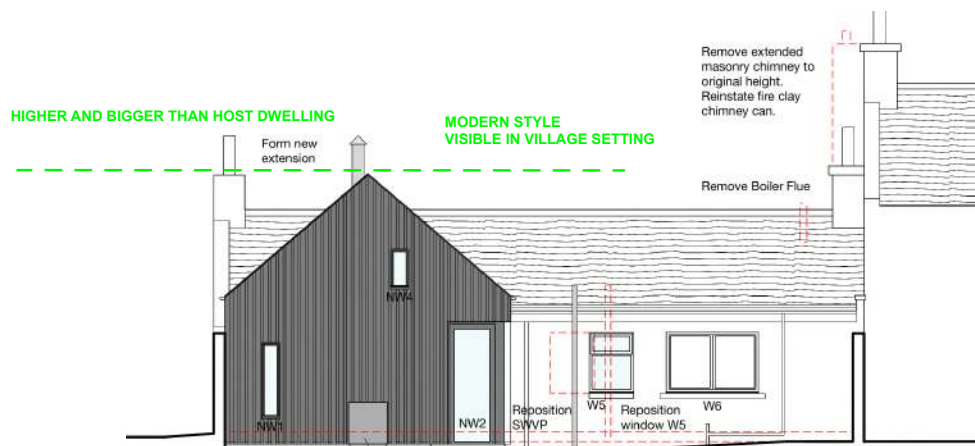 Remove extended
masonry chimney to
original height.
Reinstate fire clay
chimney can.
HIGHER AND BIGGER THAN HOST DWELLING
MODERN STYLE
VISIBLE IN VILLAGE SETTING
Form new
extension
Remove Boiler Flue
NW4
NW1
NW2
Reposition
SWVP
W5
Reposition
window W5
W6